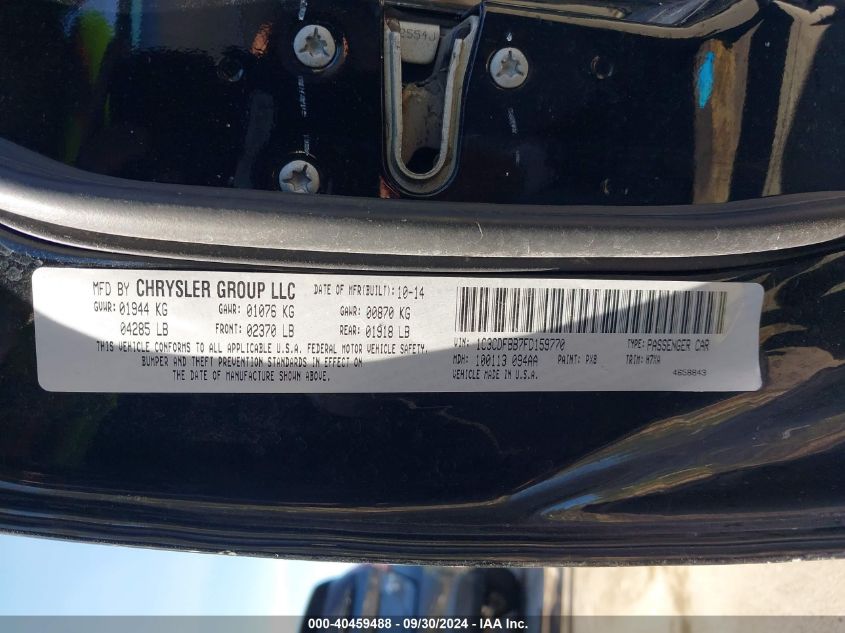 MFD BY CHRYSLER GROUP LLC DATE OF MFR(BUILT): 10-14
GVWR: 01944 KG GAWR: 01076 KG GAWR: 00870 KG
04285 LB FRONT: 02370 LB REAR: 01918 LB
THIS VEHICLE CONFORMS TO ALL APPLICABLE U.S.A. FEDERAL MOTOR VEHICLE SAFETY,
BUMPER AND THEFT PREVENTION STANDARDS IN EFFECT ON
THE DATE OF MANUFACTURE SHOWN ABOVE.
VIN: 1C3CDFBB7FD159770 TYPE: PASSENGER CAR
MDH: 100113 094AA PAINT: PX8 TRIM:
VEHICLE MADE IN U.S.A. 4658843
000-40459488 - 09/30/2024 - IAA Inc.